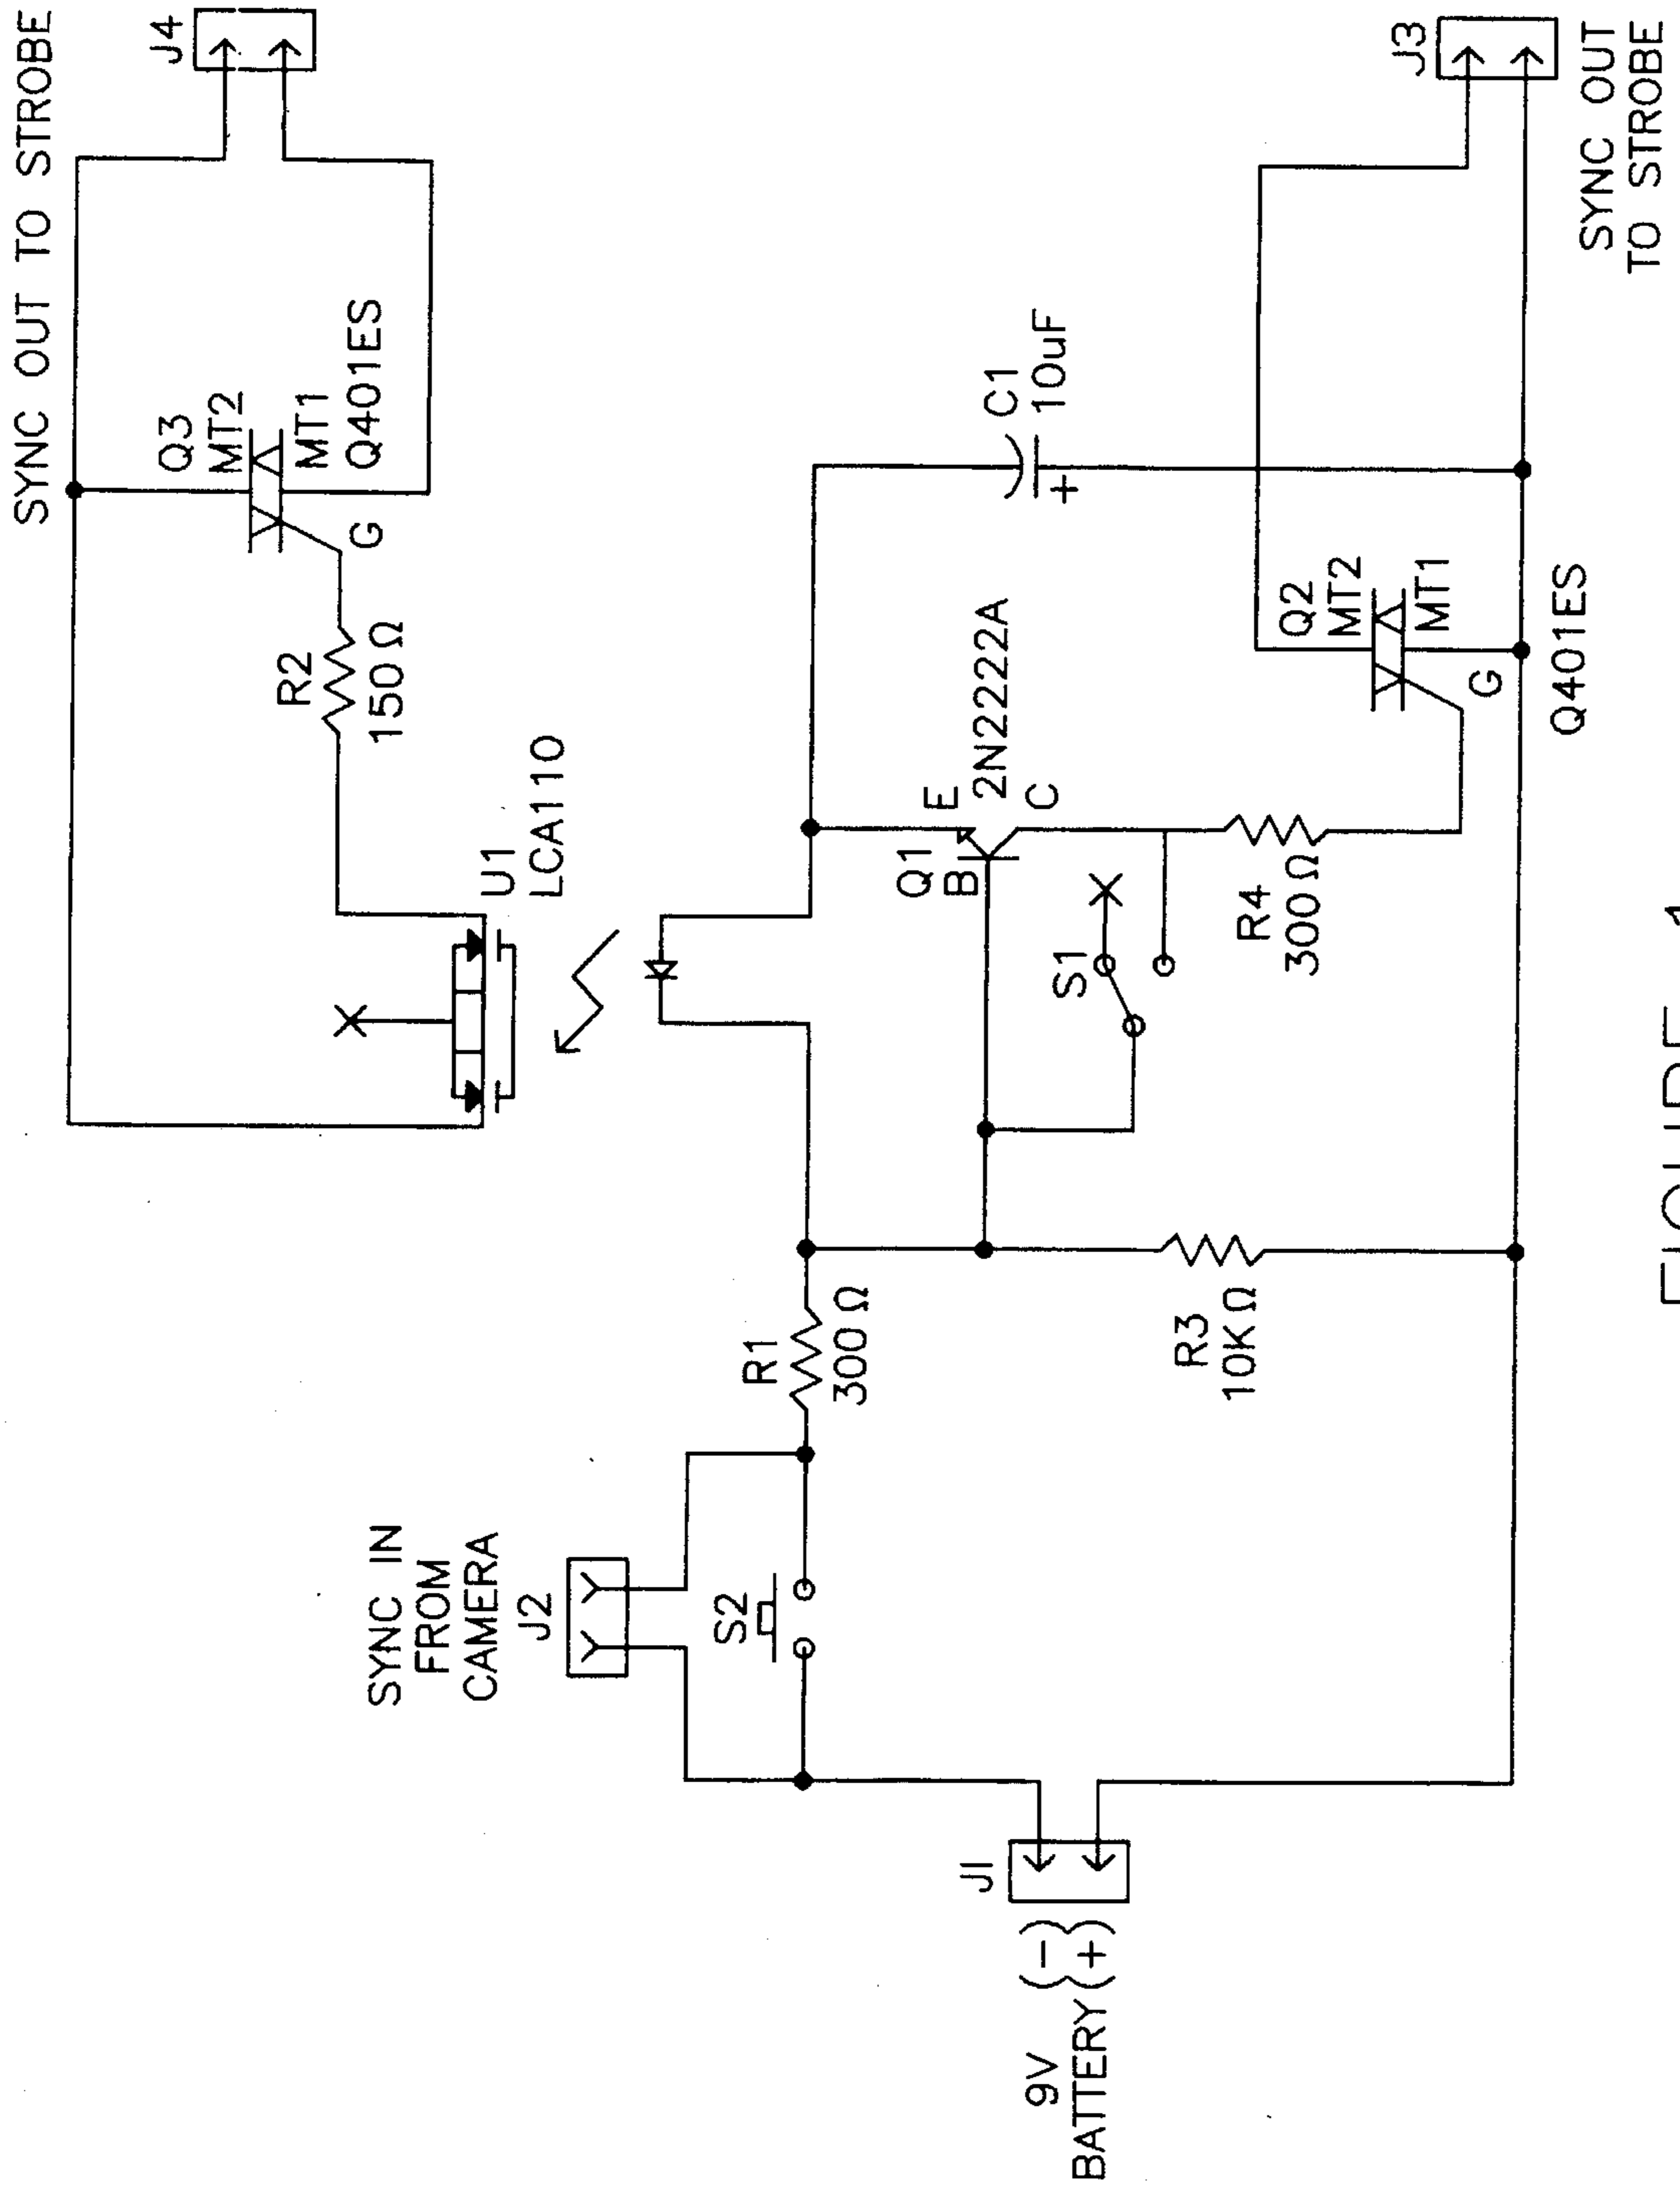 SYNC OUT TO STROBE
J4
Q3
MT2
MT1
Q401ES
G
R2
150Ω
U1
LCA110
SYNC IN
FROM
CAMERA
J2
S2
R1
300Ω
C1
10uF
+
Q1
E
B
C
2N2222A
S1
R3
10KΩ
R4
300Ω
Q2
MT2
MT1
G
Q401ES
J1
9V (-)
BATTERY (+)
J3
SYNC OUT
TO STROBE